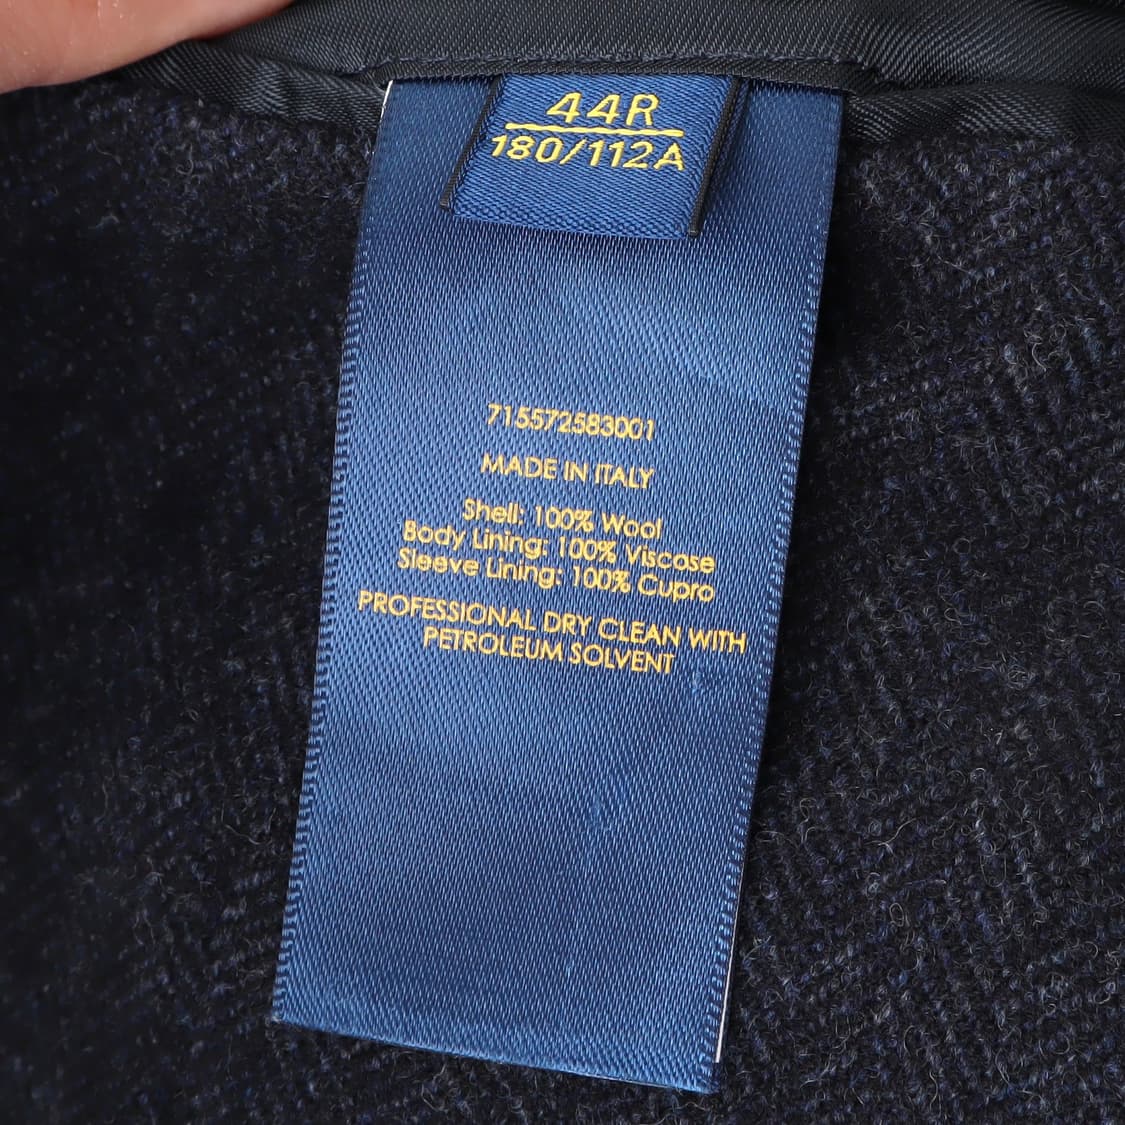 44R
180/112A
715572583001
MADE IN ITALY
Shell: 100% Wool
Body Lining: 100% Viscose
Sleeve Lining: 100% Cupro
PROFESSIONAL DRY CLEAN WITH
PETROLEUM SOLVENT